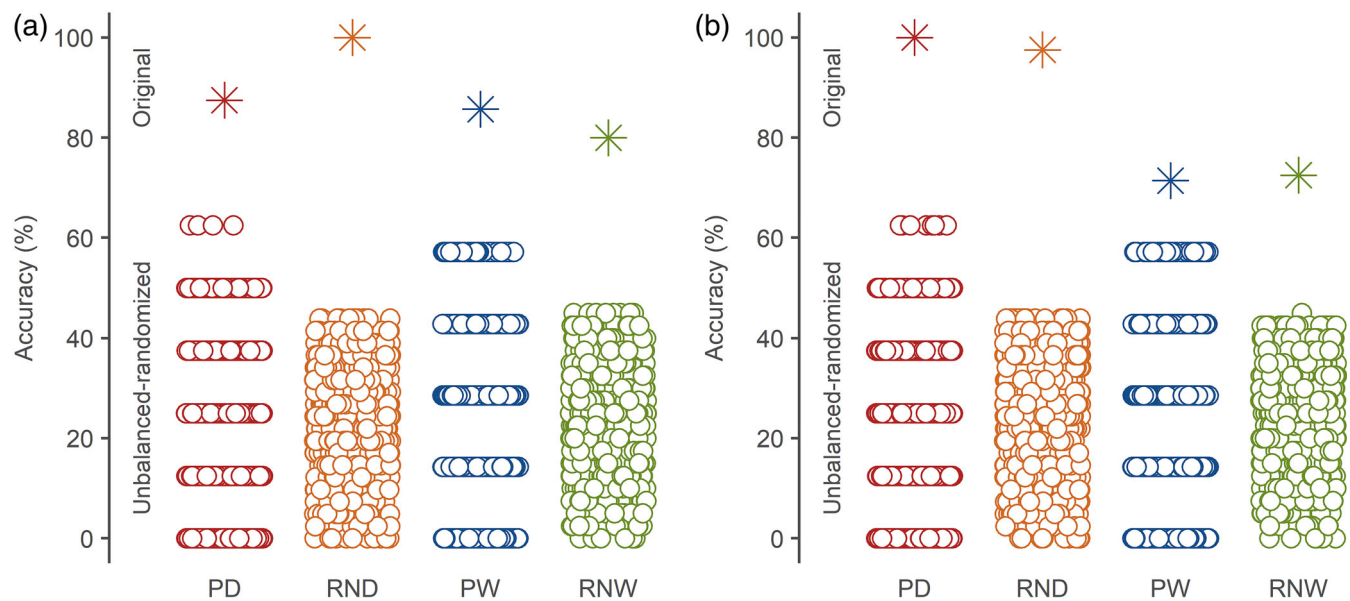 (a)
Accuracy (%)
100
80
60
40
20
0
Original
Unbalanced-randomized
PD RND PW RNW
(b)
Accuracy (%)
100
80
60
40
20
0
Original
Unbalanced-randomized
PD RND PW RNW